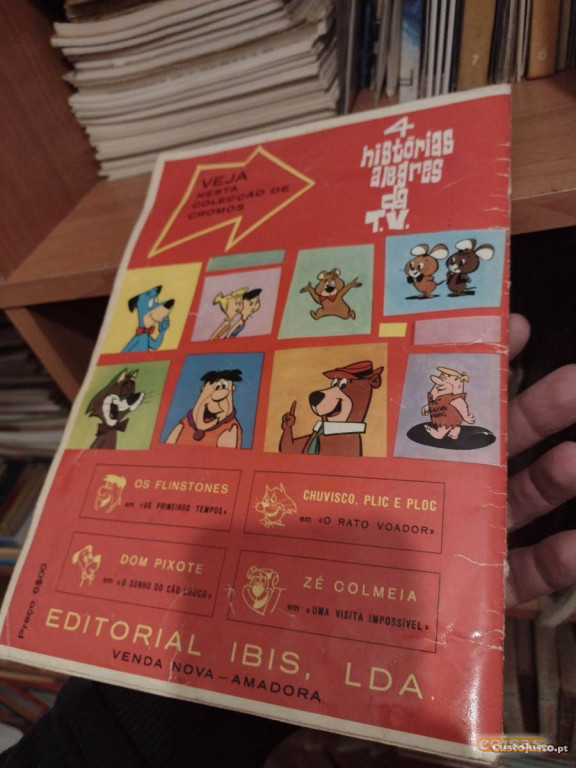 VEJA
NESTA
COLECÇÃO DE
CROMOS
4
histórias
alegres
da
T.V.
OS FLINSTONES
em «OS PRIMEIROS TEMPOS»
CHUVISCO, PLIC E PLOC
em «O RATO VOADOR»
DOM PIXOTE
em «O SONHO DO CÃO-LOUCO»
ZÉ COLMEIA
em «UMA VISITA IMPOSSÍVEL»
Preço 6$00
EDITORIAL IBIS, LDA.
VENDA NOVA — AMADORA
7
coisas
CustoJusto.pt